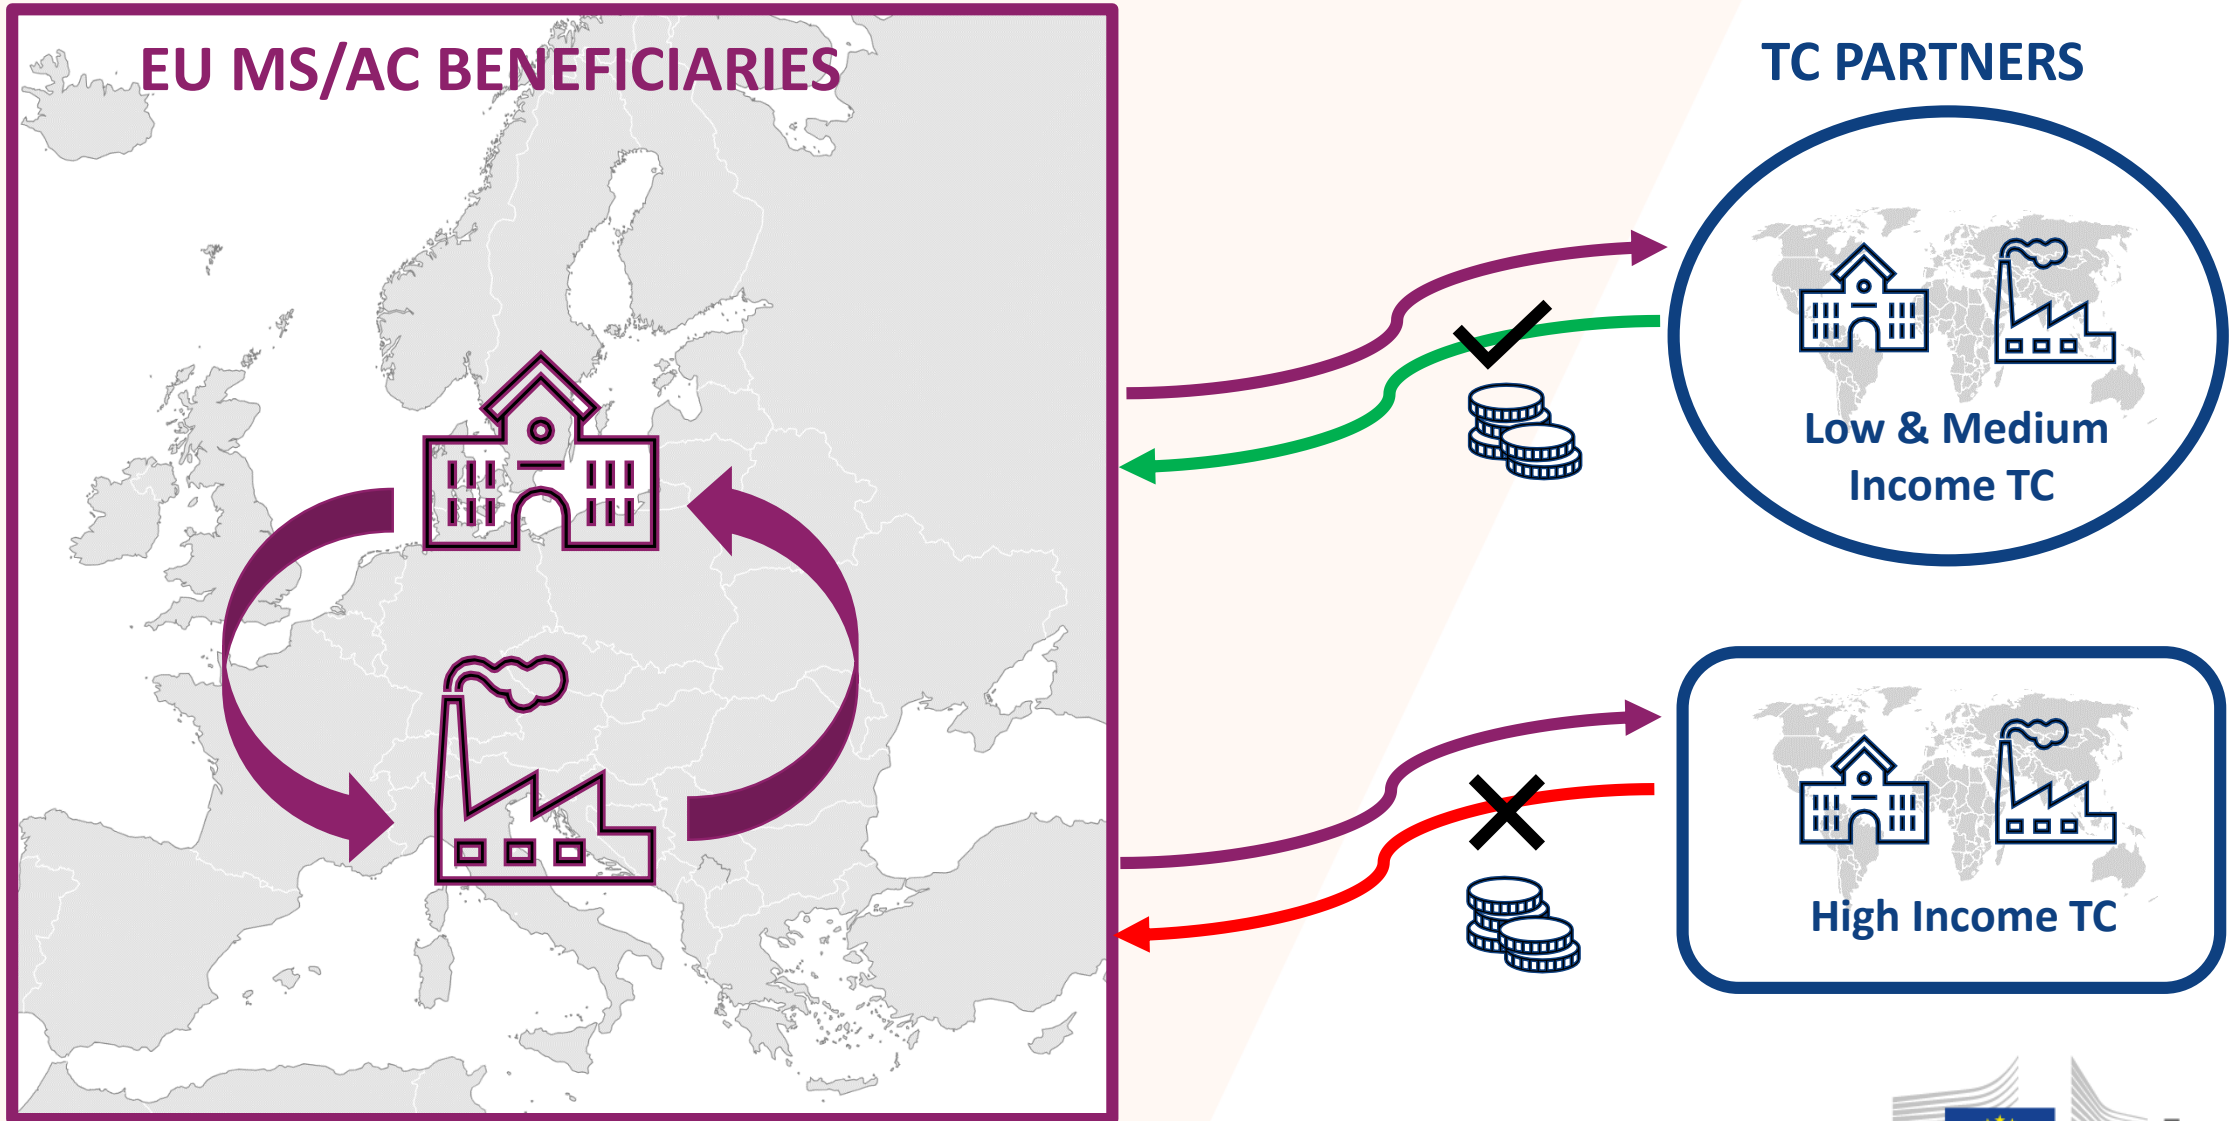 EU MS/AC BENEFICIARIES
TC PARTNERS
Low & Medium
Income TC
High Income TC